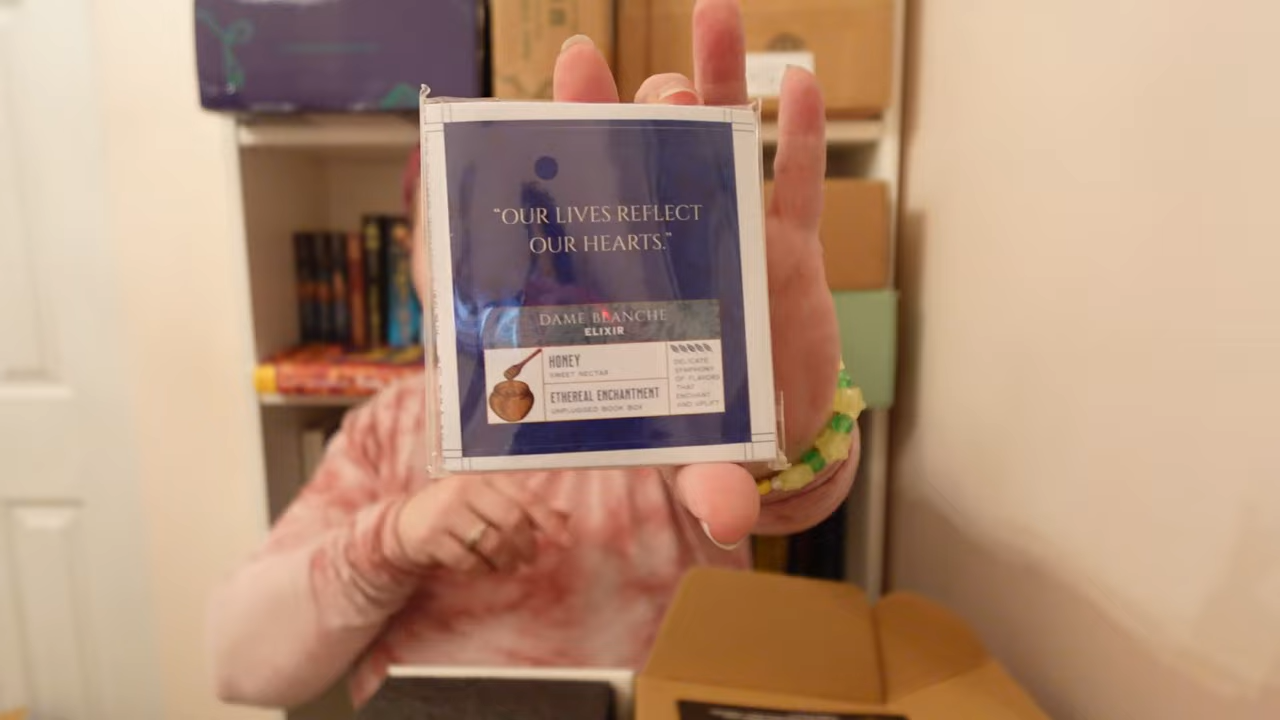 “OUR LIVES REFLECT
OUR HEARTS.”
DAME BLANCHE
ELIXIR
HONEY
SWEET NECTAR
ETHEREAL ENCHANTMENT
UNPLUGGED BOOK BOX
DELICATE
SYMPHONY
OF FLAVORS
THAT
ENCHANT
AND UPLIFT